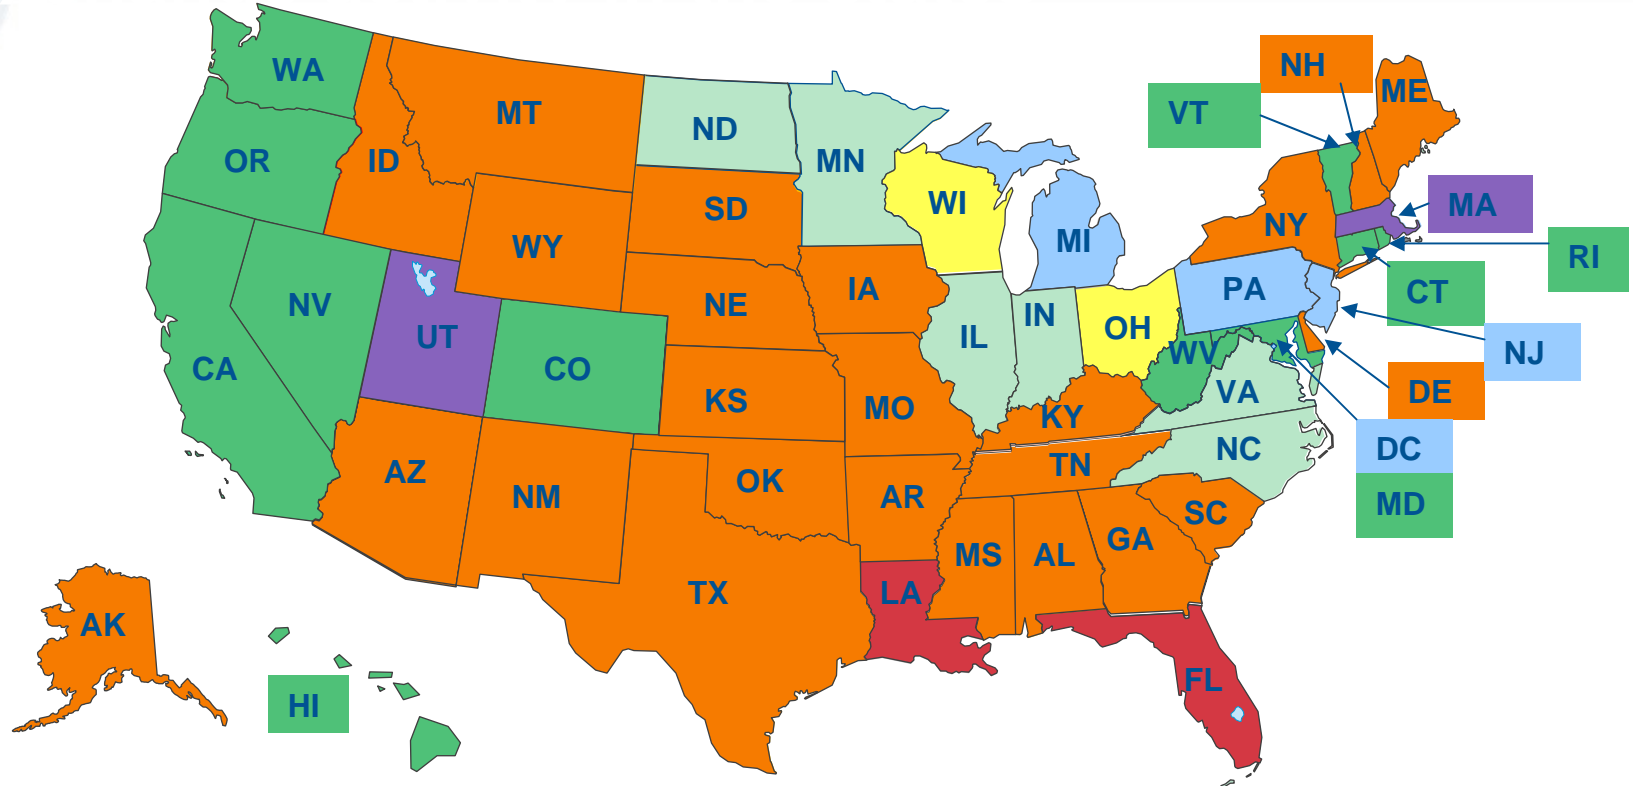 WA
OR
CA
NV
ID
MT
WY
UT
CO
AZ
NM
ND
SD
NE
KS
OK
TX
MN
IA
MO
AR
LA
WI
IL
IN
MI
OH
KY
TN
MS
AL
GA
FL
SC
NC
VA
WV
PA
NY
VT
NH
ME
MA
RI
CT
NJ
DE
DC
MD
AK
HI